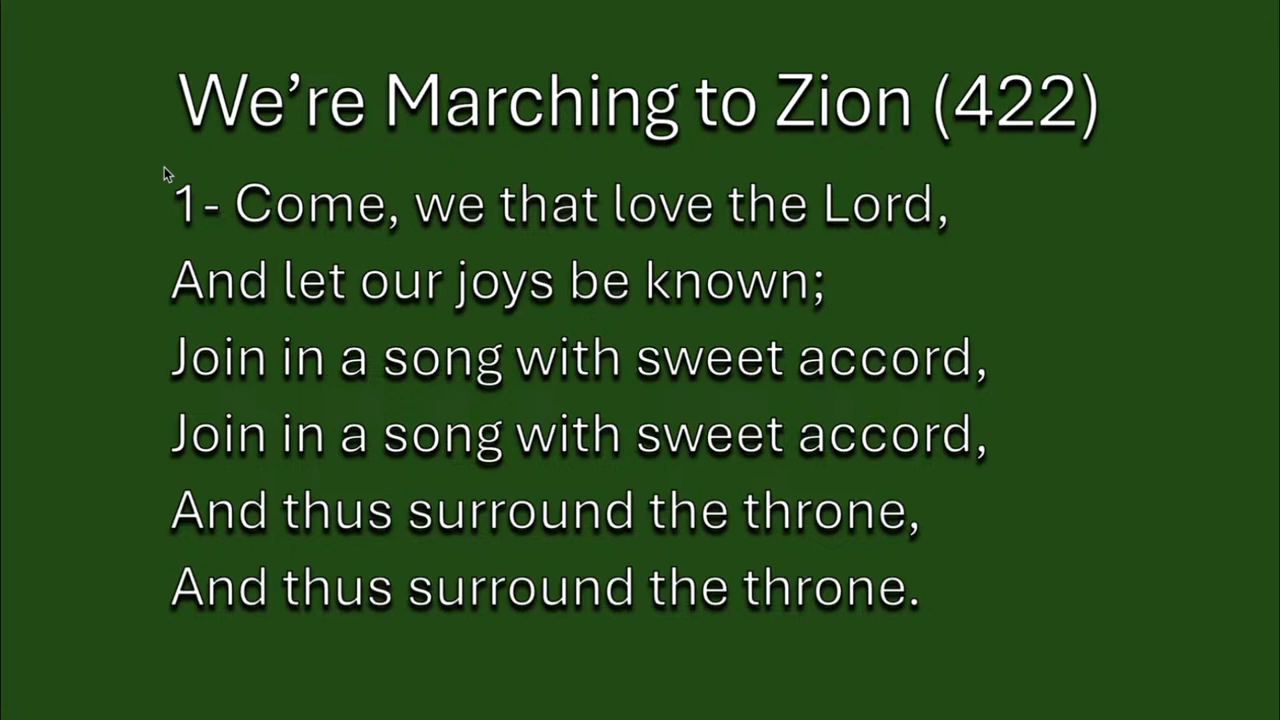 We’re Marching to Zion (422)
1- Come, we that love the Lord,
And let our joys be known;
Join in a song with sweet accord,
Join in a song with sweet accord,
And thus surround the throne,
And thus surround the throne.